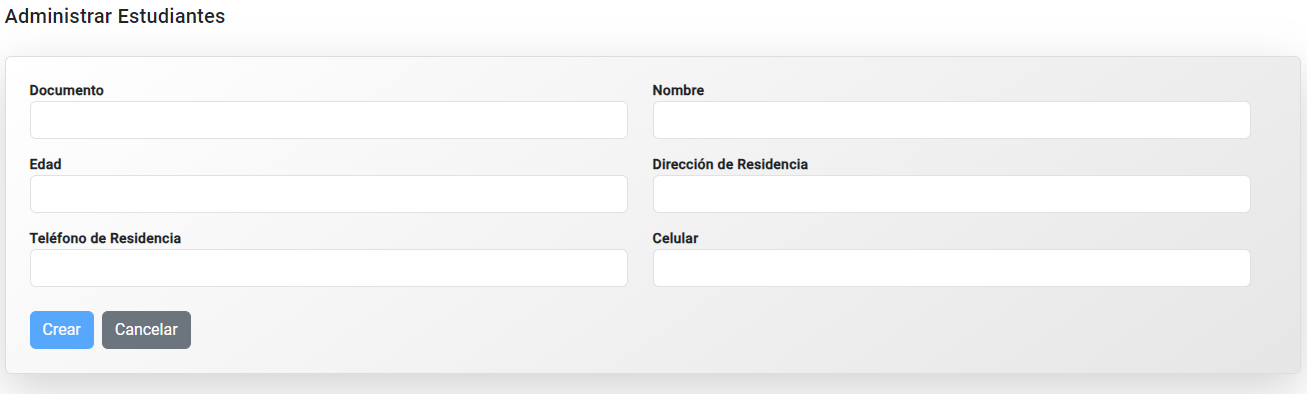 Administrar Estudiantes
Documento
Nombre
Edad
Dirección de Residencia
Teléfono de Residencia
Celular
Crear
Cancelar